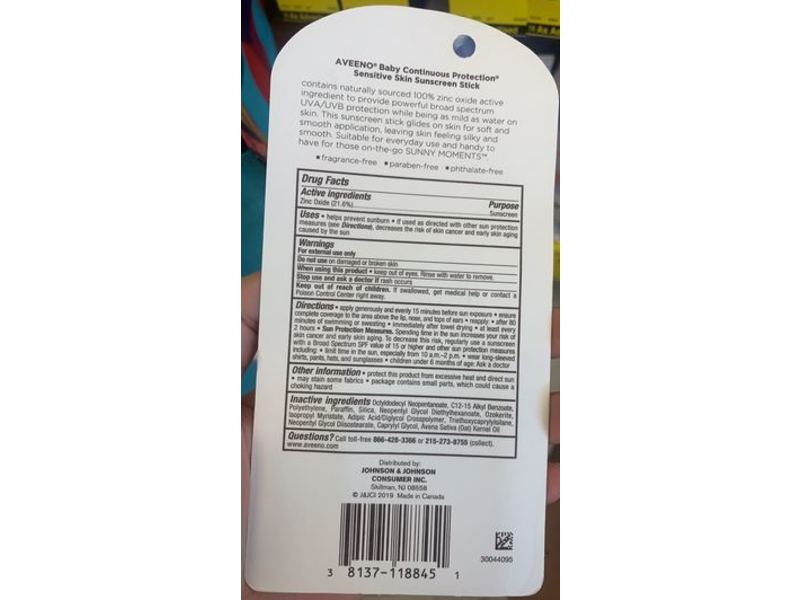 AVEENO® Baby Continuous Protection®
Sensitive Skin Sunscreen Stick
contains naturally sourced 100% zinc oxide active
ingredient to provide powerful broad spectrum
UVA/UVB protection while being as mild as water on
skin. This sunscreen stick glides on skin for soft and
smooth application, leaving skin feeling silky and
smooth. Suitable for everyday use and handy to
have for those on-the-go SUNNY MOMENTS™.
▪ fragrance-free ▪ paraben-free ▪ phthalate-free
Drug Facts
Active ingredients Purpose
Zinc Oxide (21.6%) Sunscreen
Uses ▪ helps prevent sunburn ▪ if used as directed with other sun protection
measures (see Directions), decreases the risk of skin cancer and early skin aging
caused by the sun
Warnings
For external use only
Do not use on damaged or broken skin
When using this product ▪ keep out of eyes. Rinse with water to remove.
Stop use and ask a doctor if rash occurs
Keep out of reach of children. If swallowed, get medical help or contact a
Poison Control Center right away.
Directions ▪ apply generously and evenly 15 minutes before sun exposure ▪ ensure
complete coverage to the area above the lip, nose, and tops of ears ▪ reapply: ▪ after 80
minutes of swimming or sweating ▪ immediately after towel drying ▪ at least every
2 hours ▪ Sun Protection Measures. Spending time in the sun increases your risk of
skin cancer and early skin aging. To decrease this risk, regularly use a sunscreen
with a Broad Spectrum SPF value of 15 or higher and other sun protection measures
including: ▪ limit time in the sun, especially from 10 a.m.–2 p.m. ▪ wear long-sleeved
shirts, pants, hats, and sunglasses ▪ children under 6 months of age: Ask a doctor
Other information ▪ protect this product from excessive heat and direct sun
▪ may stain some fabrics ▪ package contains small parts, which could cause a
choking hazard
Inactive ingredients Octyldodecyl Neopentanoate, C12-15 Alkyl Benzoate,
Polyethylene, Paraffin, Silica, Neopentyl Glycol Diethylhexanoate, Ozokerite,
Isopropyl Myristate, Adipic Acid/Diglycol Crosspolymer, Triethoxycaprylylsilane,
Neopentyl Glycol Diisostearate, Caprylyl Glycol, Avena Sativa (Oat) Kernel Oil
Questions? Call toll-free 866-428-3366 or 215-273-8755 (collect).
www.aveeno.com
Distributed by:
JOHNSON & JOHNSON
CONSUMER INC.
Skillman, NJ 08558
© J&JCI 2019 Made in Canada
30044095
3 8137-118845 1